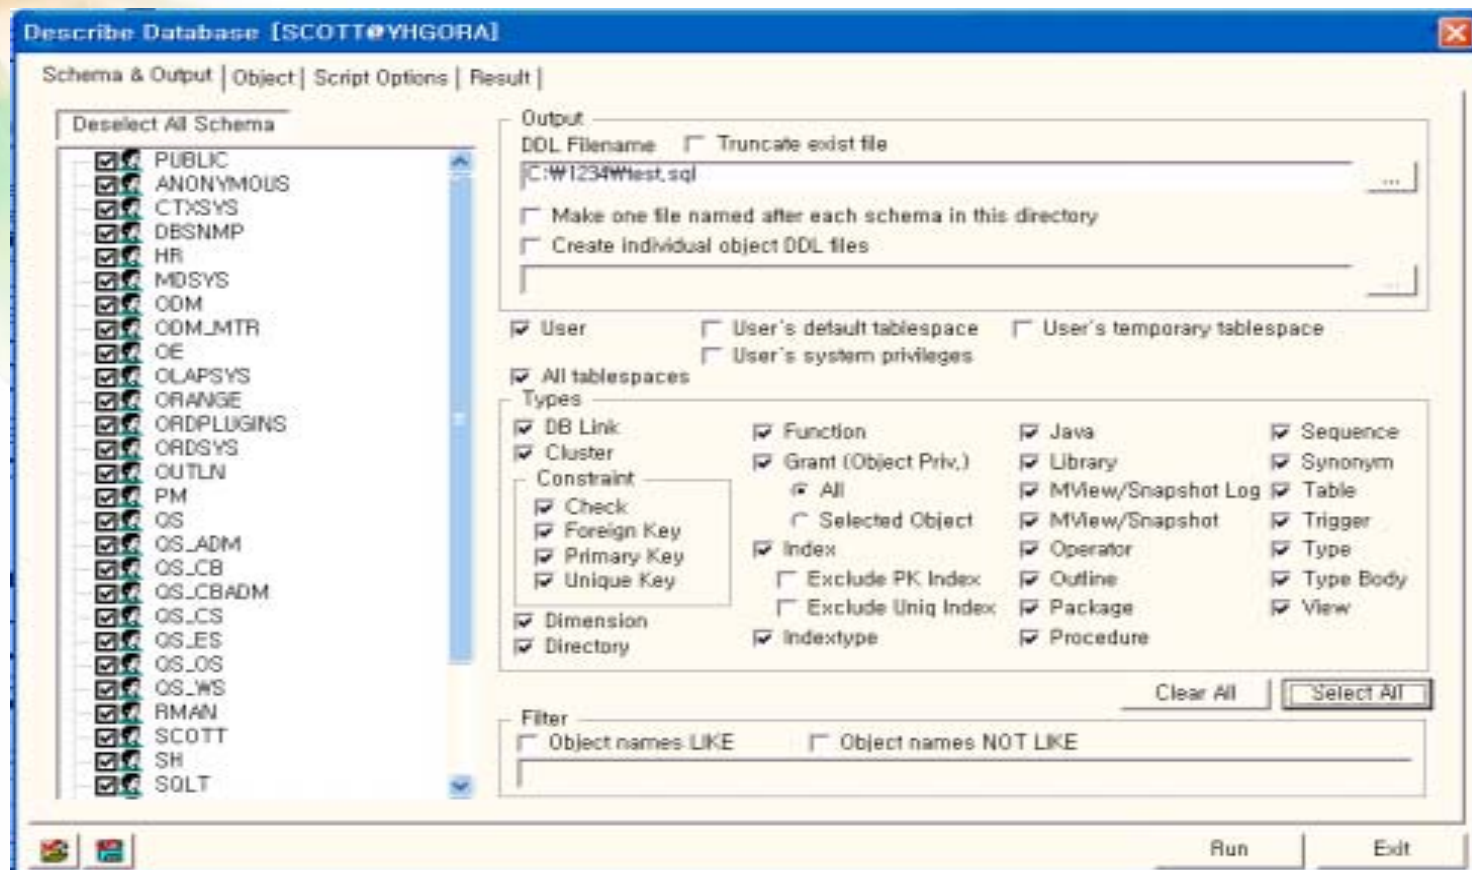 Describe Database [SCOTT@YHGORA]
Schema & Output | Object | Script Options | Result |
Deselect All Schema
PUBLIC
ANONYMOUS
CTXSYS
DBSNMP
HR
MDSYS
ODM
ODM_MTR
OE
OLAPSYS
ORANGE
ORDPLUGINS
ORDSYS
OUTLN
PM
QS
QS_ADM
QS_CB
QS_CBADM
QS_CS
QS_ES
QS_OS
QS_WS
RMAN
SCOTT
SH
SQLT
Output
DDL Filename Truncate exist file
C:₩1234₩test.sql
...
Make one file named after each schema in this directory
Create individual object DDL files
...
User User's default tablespace User's temporary tablespace
User's system privileges
All tablespaces
Types
DB Link
Cluster
Constraint
Check
Foreign Key
Primary Key
Unique Key
Dimension
Directory
Function
Grant (Object Priv.)
All
Selected Object
Index
Exclude PK Index
Exclude Uniq Index
Indextype
Java
Library
MView/Snapshot Log
MView/Snapshot
Operator
Outline
Package
Procedure
Sequence
Synonym
Table
Trigger
Type
Type Body
View
Clear All Select All
Filter
Object names LIKE Object names NOT LIKE
Run Exit